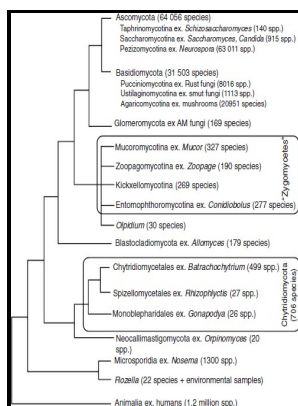 Ascomycota (64 056 species)
Taphrinomycotina ex. Schizosaccharomyces (140 spp.)
Saccharomycotina ex. Saccharomyces, Candida (915 spp.)
Pezizomycotina ex. Neurospora (63 011 spp.)
Basidiomycota (31 503 species)
Pucciniomycotina ex. Rust fungi (8016 spp.)
Ustilaginomycotina ex. smut fungi (1113 spp.)
Agaricomycotina ex. mushrooms (20951 spp.)
Glomeromycota ex AM fungi (169 species)
Mucoromycotina ex. Mucor (327 species)
Zoopagomycotina ex. Zoopage (190 species)
Kickxellomycotina (269 species)
Entomophthoromycotina ex. Conidiobolus (277 species)
"Zygomycetes"
Olpidium (30 species)
Blastocladiomycota ex. Allomyces (179 species)
Chytridiomycetales ex. Batrachochytrium (499 spp.)
Spizellomycetales ex. Rhizophlyctis (27 spp.)
Monoblepharidales ex. Gonapodya (26 spp.)
Chytridiomycota
(706 species)
Neocallimastigomycota ex. Orpinomyces (20
spp.)
Microsporidia ex. Nosema (1300 spp.)
Rozella (22 species + environmental samples)
Animalia ex. humans (1.2 million spp.)